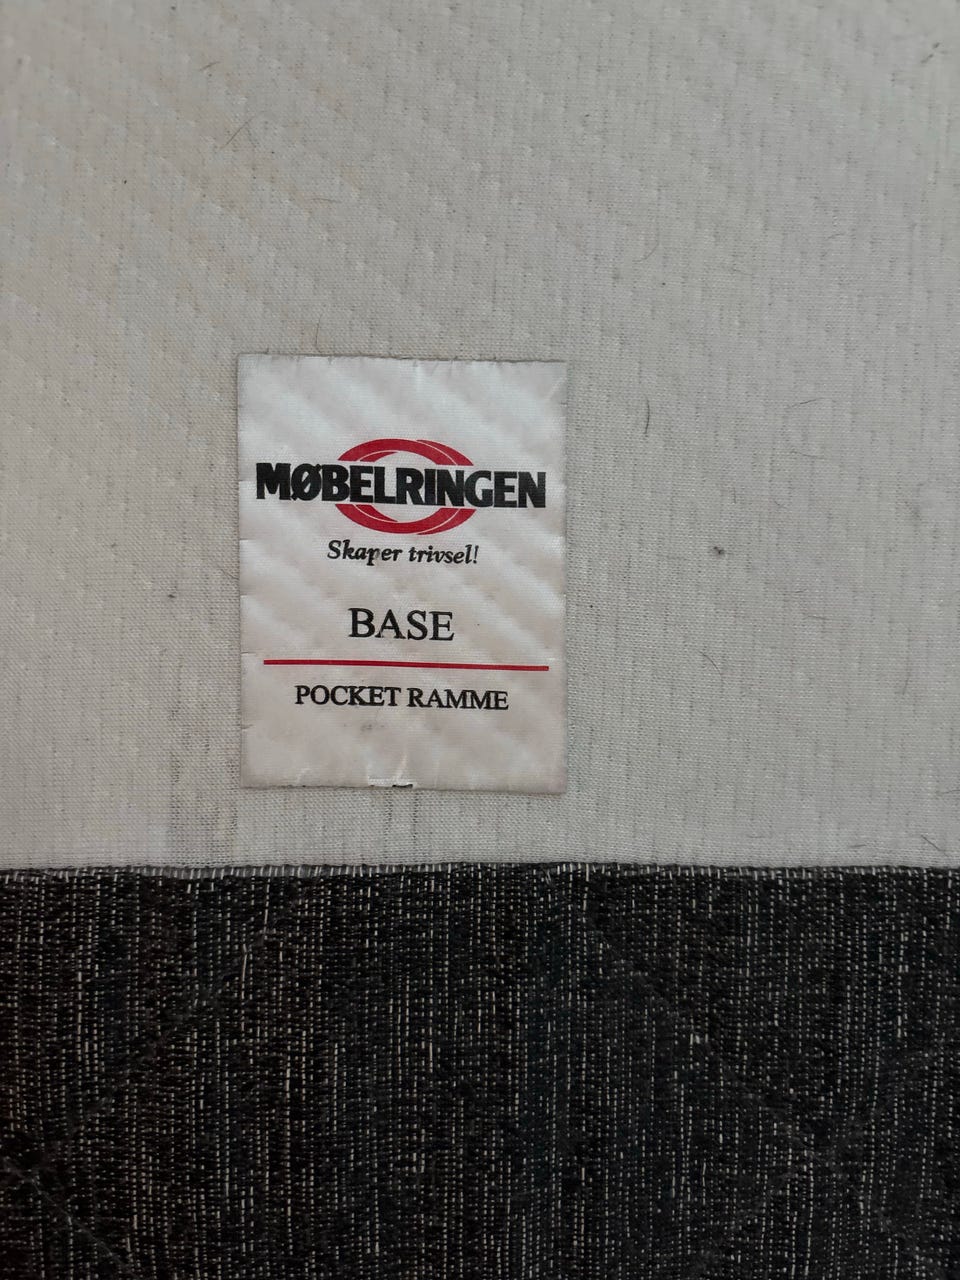 MØBELRINGEN
Skaper trivsel!
BASE
POCKET RAMME